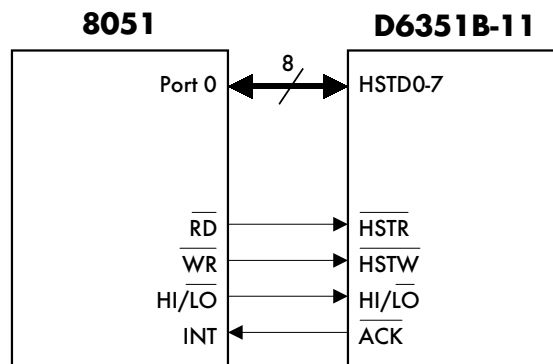 8051 D6351B-11
8
Port 0 HSTD0-7
RD HSTR
WR HSTW
HI/LO HI/LO
INT ACK